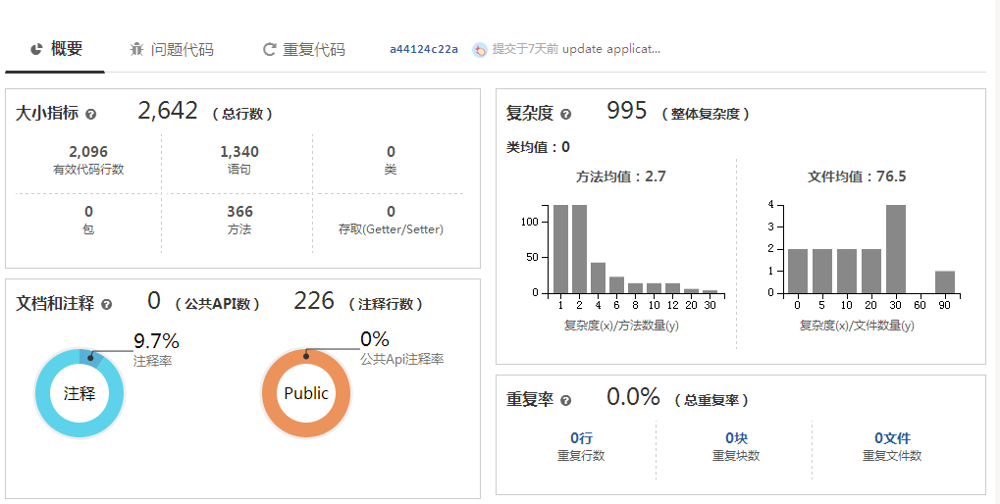 概要 问题代码 重复代码 a44124c22a 提交于7天前 update applicat...
大小指标 ? 2,642 （总行数）
2,096 1,340 0
有效代码行数 语句 类
0 366 0
包 方法 存取(Getter/Setter)
文档和注释 ? 0 （公共API数） 226 （注释行数）
9.7%
注释率
注释
0%
公共Api注释率
Public
复杂度 ? 995 （整体复杂度）
类均值：0
方法均值：2.7
100
50
0
1 2 4 6 8 10 12 20 30
复杂度(x)/方法数量(y)
文件均值：76.5
4
3
2
1
0
0 5 10 20 30 60 90
复杂度(x)/文件数量(y)
重复率 ? 0.0% （总重复率）
0行 0块 0文件
重复行数 重复块数 重复文件数